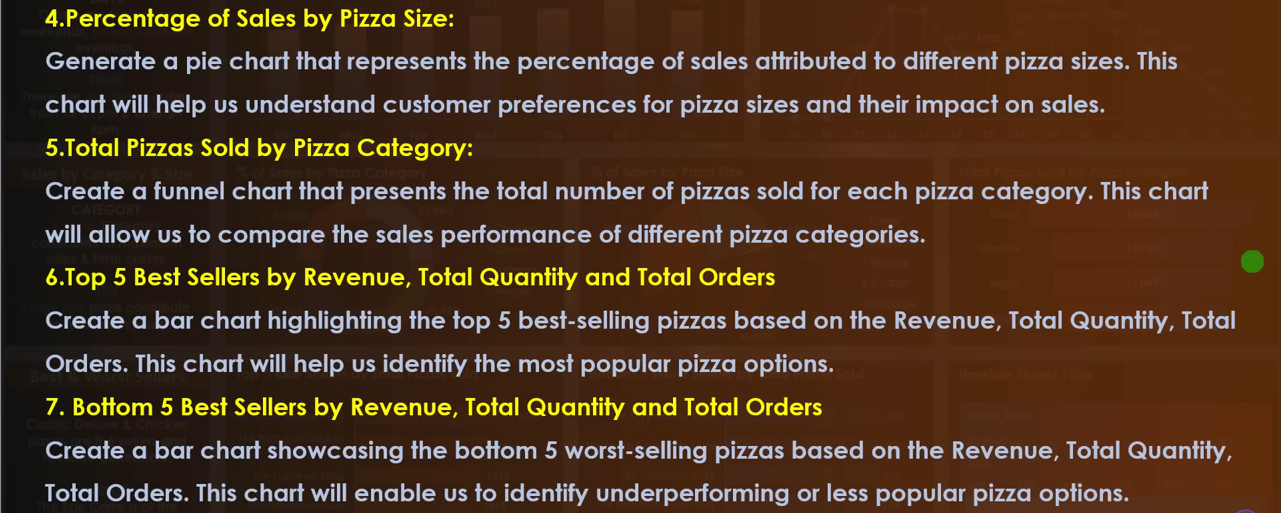 4.Percentage of Sales by Pizza Size:
Generate a pie chart that represents the percentage of sales attributed to different pizza sizes. This
chart will help us understand customer preferences for pizza sizes and their impact on sales.
5.Total Pizzas Sold by Pizza Category:
Create a funnel chart that presents the total number of pizzas sold for each pizza category. This chart
will allow us to compare the sales performance of different pizza categories.
6.Top 5 Best Sellers by Revenue, Total Quantity and Total Orders
Create a bar chart highlighting the top 5 best-selling pizzas based on the Revenue, Total Quantity, Total
Orders. This chart will help us identify the most popular pizza options.
7. Bottom 5 Best Sellers by Revenue, Total Quantity and Total Orders
Create a bar chart showcasing the bottom 5 worst-selling pizzas based on the Revenue, Total Quantity,
Total Orders. This chart will enable us to identify underperforming or less popular pizza options.